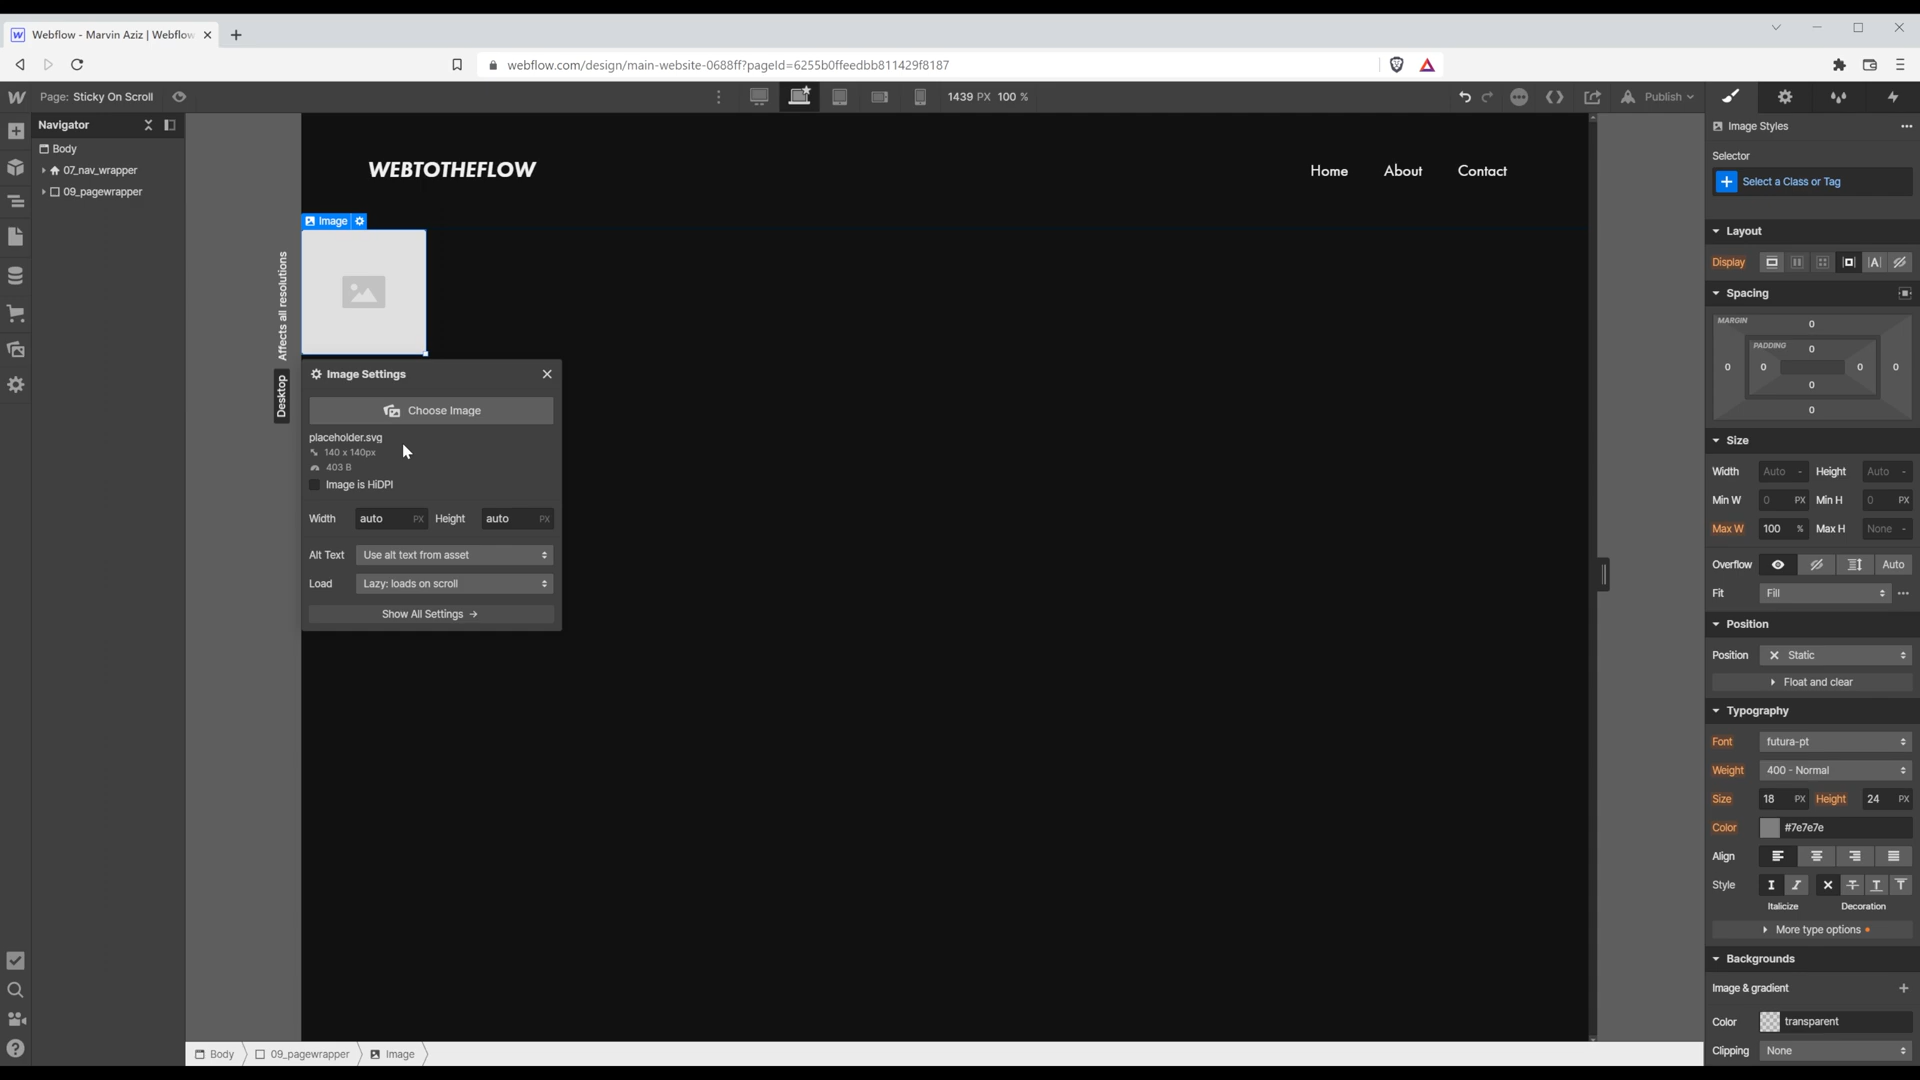 Webflow - Marvin Aziz | Webflow
webflow.com/design/main-website-0688ff?pageId=6255b0ffeedbb811429f8187
Page: Sticky On Scroll
1439 PX 100 %
Publish
Navigator
Body
07_nav_wrapper
09_pagewrapper
Affects all resolutions
Desktop
WEBTOTHEFLOW
Home About Contact
Image
Image Settings
Choose Image
placeholder.svg
140 x 140px
403 B
Image is HiDPI
Width auto PX Height auto PX
Alt Text Use alt text from asset
Load Lazy: loads on scroll
Show All Settings →
Body 09_pagewrapper Image
Image Styles
Selector
Select a Class or Tag
Layout
Display
Spacing
MARGIN
0
PADDING
0
0 0 0 0
0
0
Size
Width Auto - Height Auto -
Min W 0 PX Min H 0 PX
Max W 100 % Max H None -
Overflow Auto
Fit Fill
Position
Position Static
Float and clear
Typography
Font futura-pt
Weight 400 - Normal
Size 18 PX Height 24 PX
Color #7e7e7e
Align
Style
Italicize Decoration
More type options
Backgrounds
Image & gradient
Color transparent
Clipping None